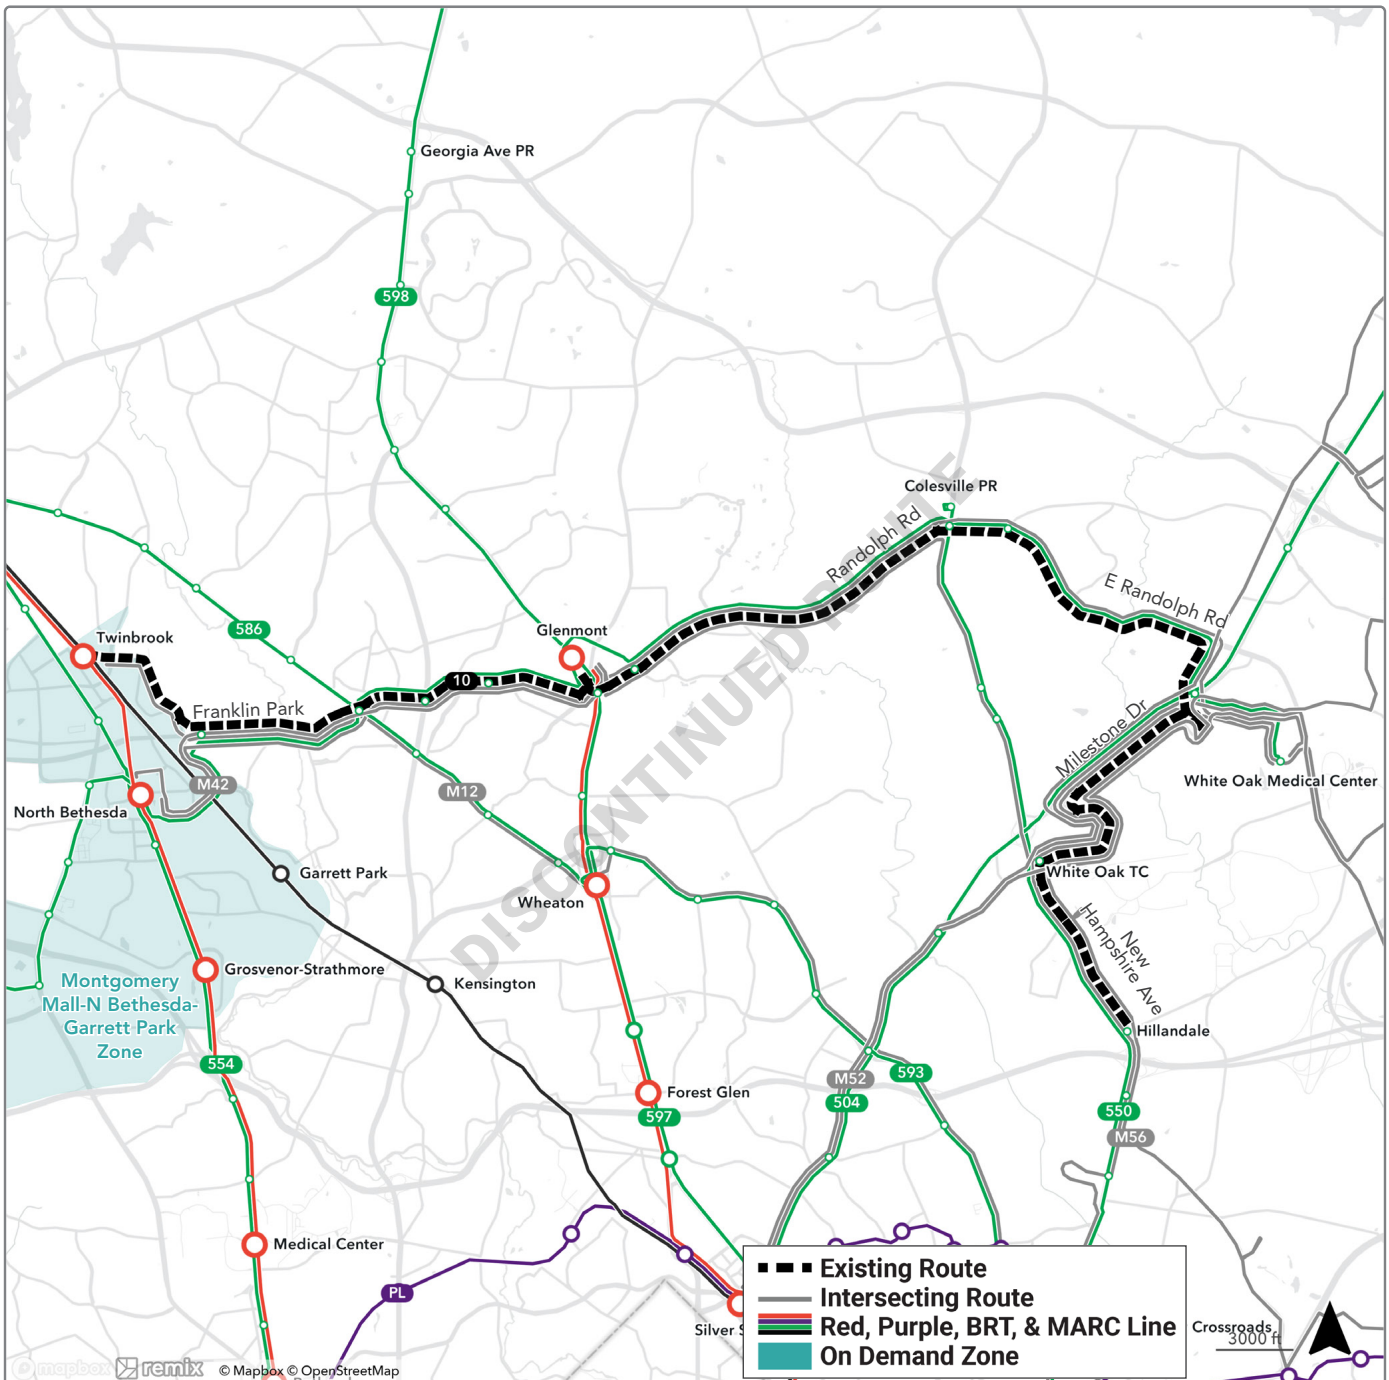 Georgia Ave PR
598
Colesville PR
Randolph Rd
E Randolph Rd
586
Glenmont
Twinbrook
10
Franklin Park
DISCONTINUED ROUTE
Milestone Dr
White Oak Medical Center
M42
M12
North Bethesda
Garrett Park
White Oak TC
Wheaton
New
Hampshire Ave
Grosvenor-Strathmore
Kensington
Montgomery
Mall-N Bethesda-
Garrett Park
Zone
Hillandale
554
M52
593
504
Forest Glen
597
550
M56
Medical Center
PL
Existing Route
Intersecting Route
Red, Purple, BRT, & MARC Line
On Demand Zone
Silver S
Crossroads
3000 ft
mapbox
remix
© Mapbox © OpenStreetMap